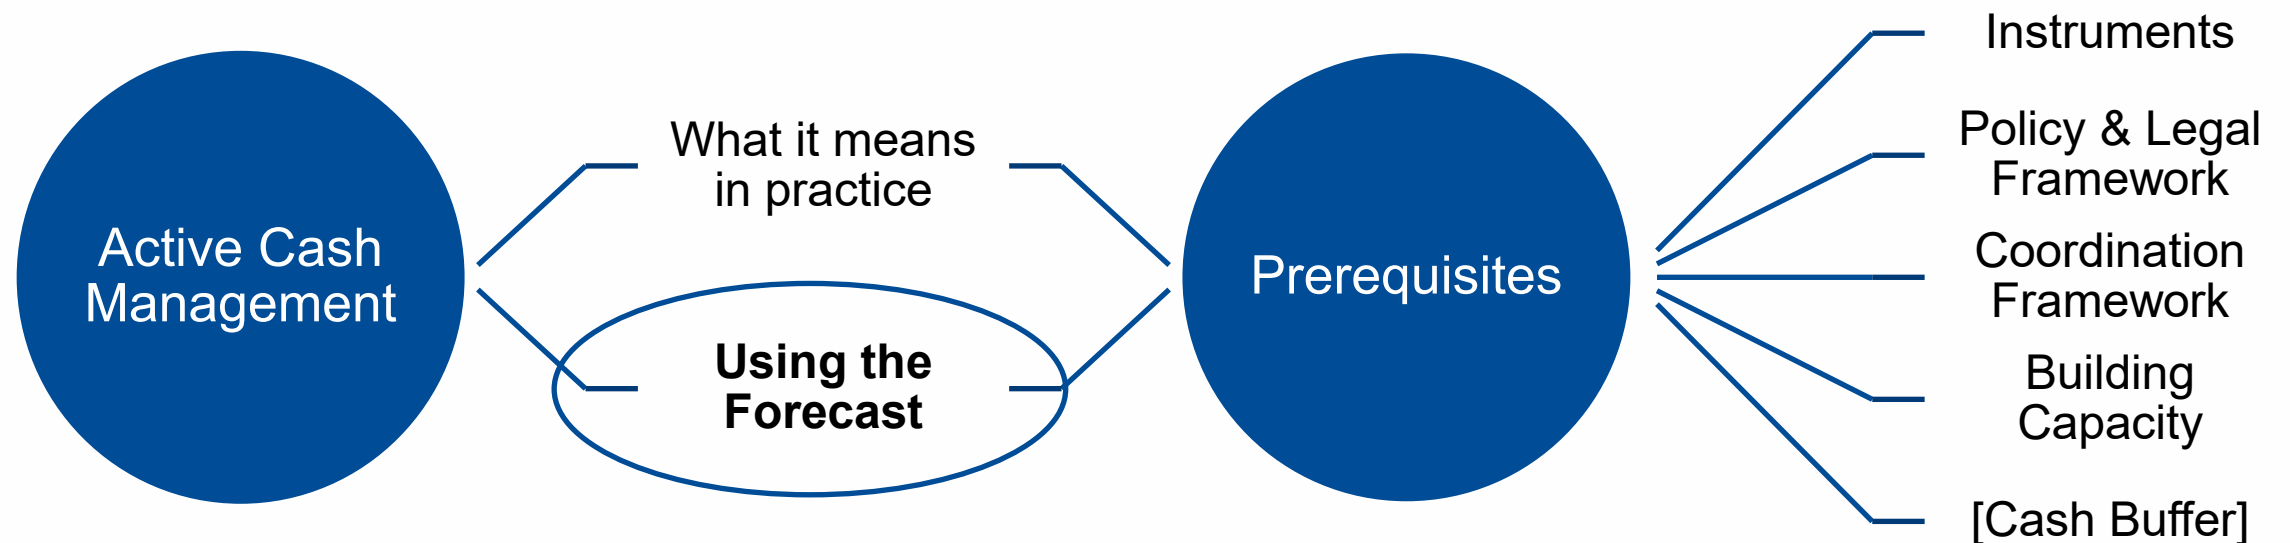 Active Cash
Management
What it means
in practice
Using the
Forecast
Prerequisites
Instruments
Policy & Legal
Framework
Coordination
Framework
Building
Capacity
[Cash Buffer]